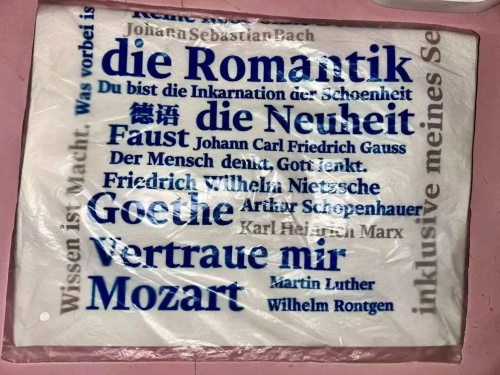 Johann Sebastian Bach
die Romantik
Du bist die Inkarnation der Schoenheit
德语 die Neuheit
Faust Johann Carl Friedrich Gauss
Der Mensch denkt, Gott lenkt.
Friedrich Wilhelm Nietzsche
Goethe Arthur Schopenhauer
Karl Heinrich Marx
Vertraue mir
Mozart Martin Luther
Wilhelm Rontgen
Wissen ist Macht. Was vorbei is
inklusive meines Se